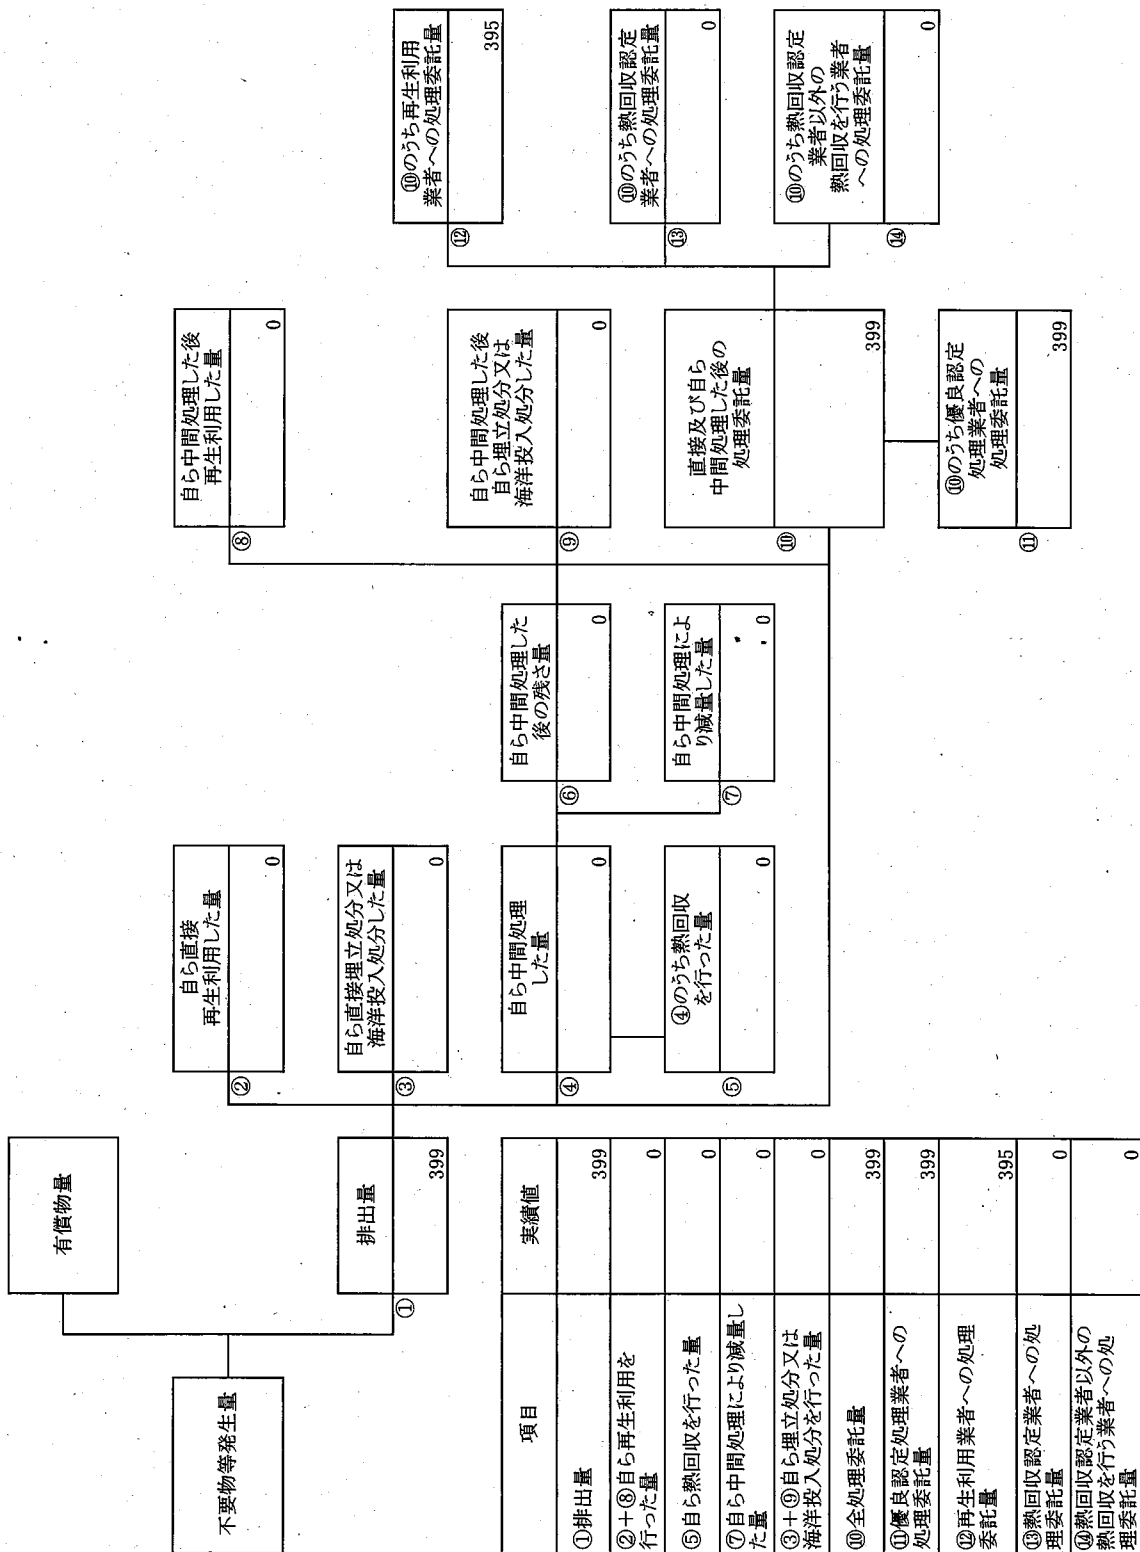 不要物等発生量
有償物量
排出量
①
399
自ら直接
再生利用した量
②
0
自ら直接埋立処分又は
海洋投入処分した量
③
0
自ら中間処理
した量
④
0
④のうち熱回収
を行った量
⑤
0
自ら中間処理した
後の残さ量
⑥
0
自ら中間処理によ
り減量した量
⑦
0
自ら中間処理した後
再生利用した量
⑧
0
自ら中間処理した後
自ら埋立処分又は
海洋投入処分した量
⑨
0
直接及び自ら
中間処理した後の
処理委託量
⑩
399
⑩のうち優良認定
処理業者への
処理委託量
⑪
399
⑩のうち再生利用
業者への処理委託量
⑫
395
⑩のうち熱回収認定
業者への処理委託量
⑬
0
⑩のうち熱回収認定
業者以外の
熱回収を行う業者
への処理委託量
⑭
0
項目 実績値
①排出量 399
②+⑧自ら再生利用を
行った量 0
⑤自ら熱回収を行った量 0
⑦自ら中間処理により減量し
た量 0
③+⑨自ら埋立処分又は
海洋投入処分を行った量 0
⑩全処理委託量 399
⑪優良認定処理業者への
処理委託量 399
⑫再生利用業者への処理
委託量 395
⑬熱回収認定業者への処
理委託量 0
⑭熱回収認定業者以外の
熱回収を行う業者への処
理委託量 0